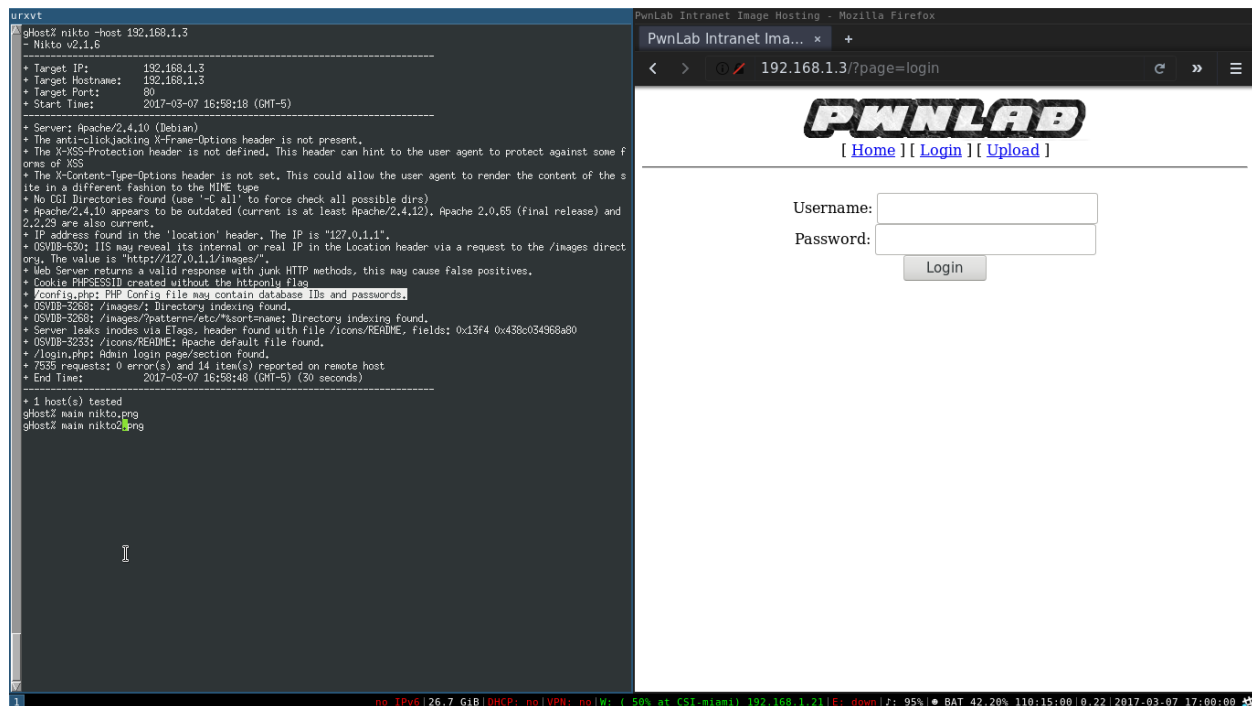 urxvt
gHost% nikto -host 192.168.1.3
- Nikto v2.1.6
---------------------------------------------------------------------------
+ Target IP:          192.168.1.3
+ Target Hostname:    192.168.1.3
+ Target Port:        80
+ Start Time:         2017-03-07 16:58:18 (GMT-5)
---------------------------------------------------------------------------
+ Server: Apache/2.4.10 (Debian)
+ The anti-clickjacking X-Frame-Options header is not present.
+ The X-XSS-Protection header is not defined. This header can hint to the user agent to protect against some f
orms of XSS
+ The X-Content-Type-Options header is not set. This could allow the user agent to render the content of the s
ite in a different fashion to the MIME type
+ No CGI Directories found (use '-C all' to force check all possible dirs)
+ Apache/2.4.10 appears to be outdated (current is at least Apache/2.4.12). Apache 2.0.65 (final release) and
2.2.29 are also current.
+ IP address found in the 'location' header. The IP is "127.0.1.1".
+ OSVDB-630: IIS may reveal its internal or real IP in the Location header via a request to the /images direct
ory. The value is "http://127.0.1.1/images/".
+ Web Server returns a valid response with junk HTTP methods, this may cause false positives.
+ Cookie PHPSESSID created without the httponly flag
+ /config.php: PHP Config file may contain database IDs and passwords.
+ OSVDB-3268: /images/: Directory indexing found.
+ OSVDB-3268: /images/?pattern=/etc/*&sort=name: Directory indexing found.
+ Server leaks inodes via ETags, header found with file /icons/README, fields: 0x13f4 0x438c034968a80
+ OSVDB-3233: /icons/README: Apache default file found.
+ /login.php: Admin login page/section found.
+ 7535 requests: 0 error(s) and 14 item(s) reported on remote host
+ End Time:           2017-03-07 16:58:48 (GMT-5) (30 seconds)
---------------------------------------------------------------------------
+ 1 host(s) tested
gHost% maim nikto.png
gHost% maim nikto2.png
PwnLab Intranet Image Hosting - Mozilla Firefox
PwnLab Intranet Ima... × +
192.168.1.3/?page=login
PWNLAB
[ Home ] [ Login ] [ Upload ]
Username:
Password:
Login
1 no IPv6|26.7 GiB|DHCP: no|VPN: no|W: ( 50% at CSI-miami) 192.168.1.21|E: down|♪: 95%|● BAT 42.20% 110:15:00|0.22|2017-03-07 17:00:00